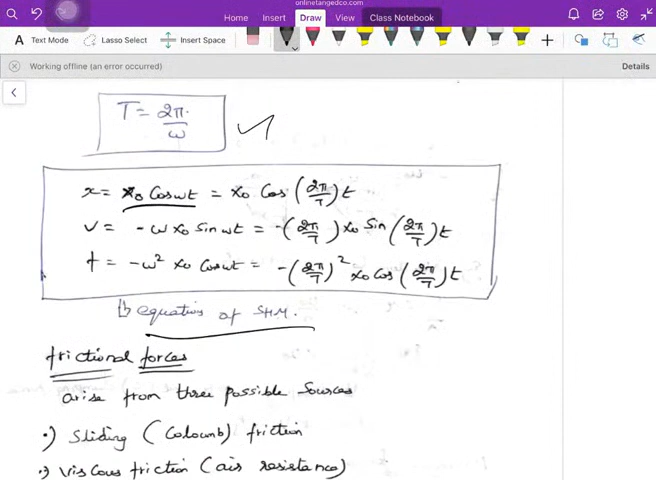 onlinetangedco.com
Home Insert Draw View Class Notebook
A Text Mode Lasso Select Insert Space
Working offline (an error occurred) Details
T = 2π/ω
x = x₀ Cos ωt = x₀ Cos (2π/T) t
v = - ω x₀ Sin ωt = -(2π/T) x₀ Sin (2π/T) t
f = -ω² x₀ Cos ωt = -(2π/T)² x₀ Cos (2π/T) t
equation of SHM.
frictional forces
arise from three possible Sources
·) Sliding (Coloumb) friction
·) Viscous friction (air resistance)